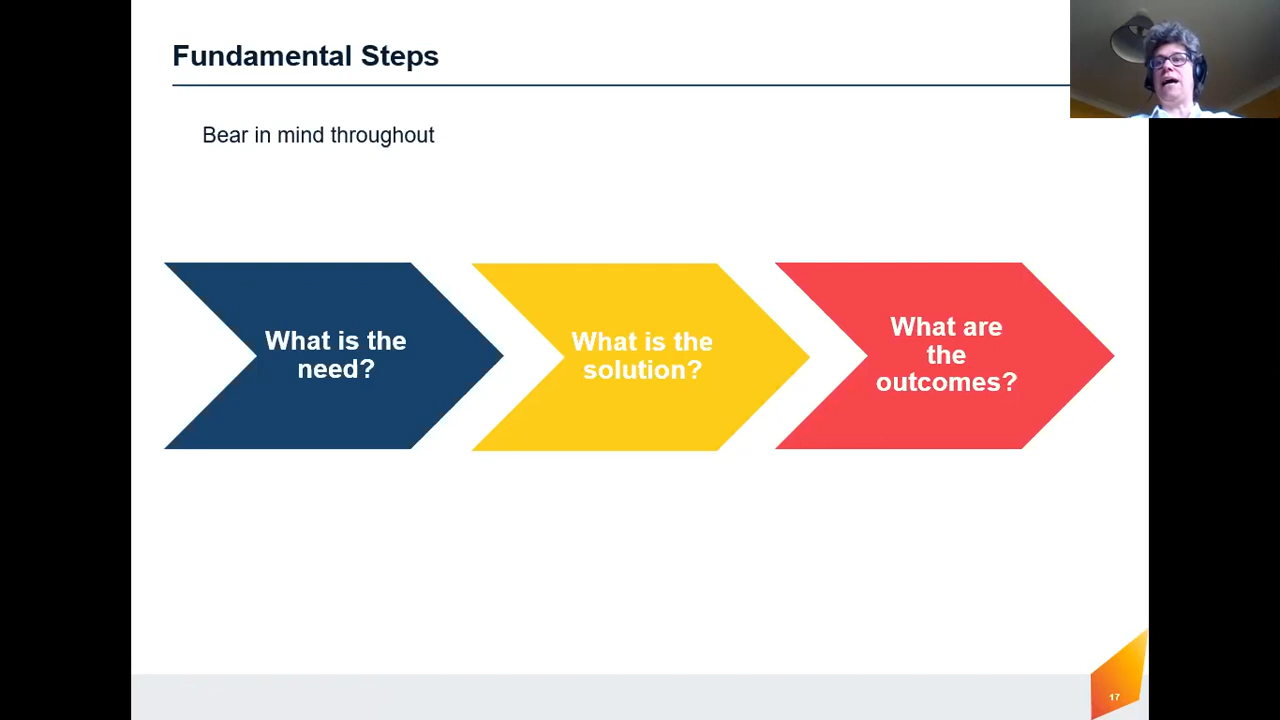 Fundamental Steps
Bear in mind throughout
What is the
need?
What is the
solution?
What are
the
outcomes?
17